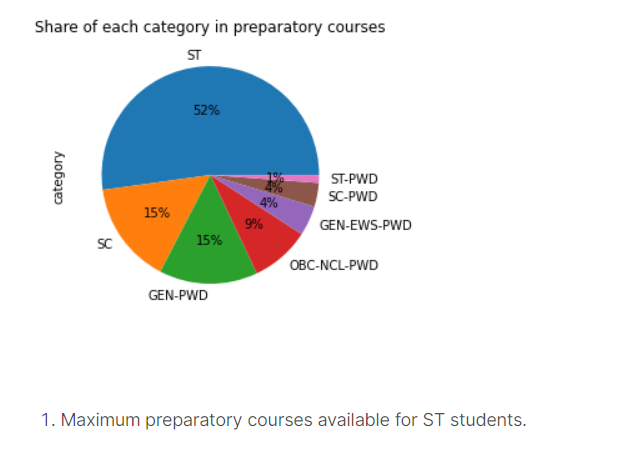 Share of each category in preparatory courses
ST
52%
category
1%
ST-PWD
4%
SC-PWD
4%
15%
9%
GEN-EWS-PWD
SC
15%
OBC-NCL-PWD
GEN-PWD
1. Maximum preparatory courses available for ST students.